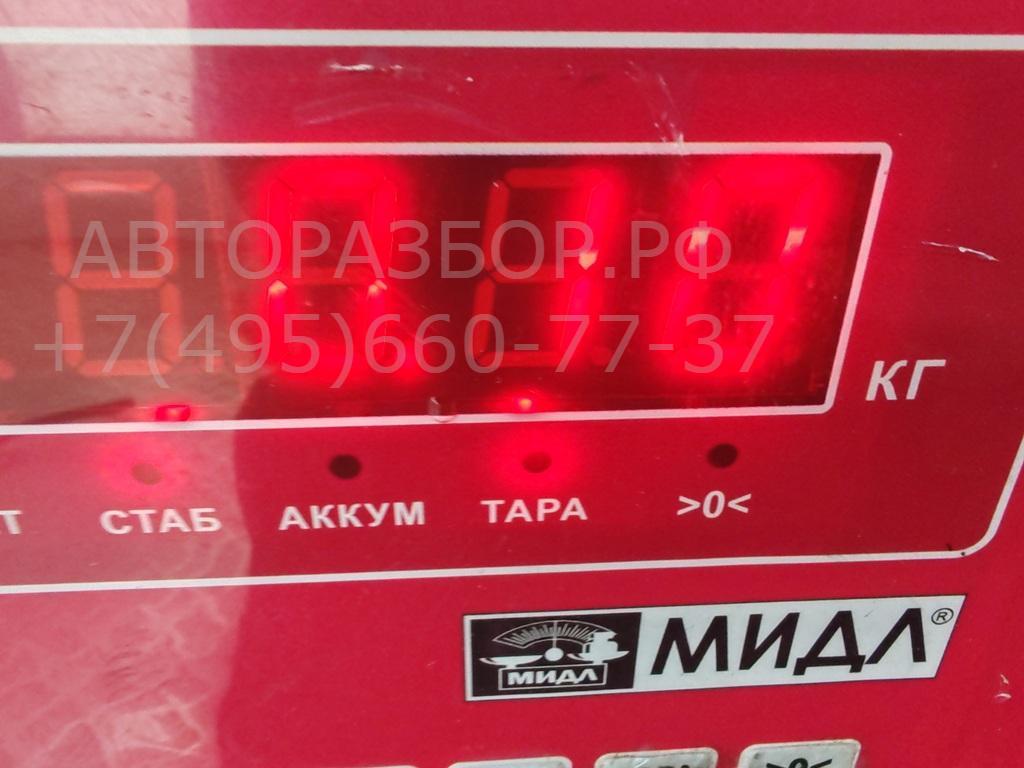 АВТОРАЗБОР.РФ
+7(495)660-77-37
КГ
СТАБ АККУМ ТАРА >0<
МИДЛ МИДЛ®